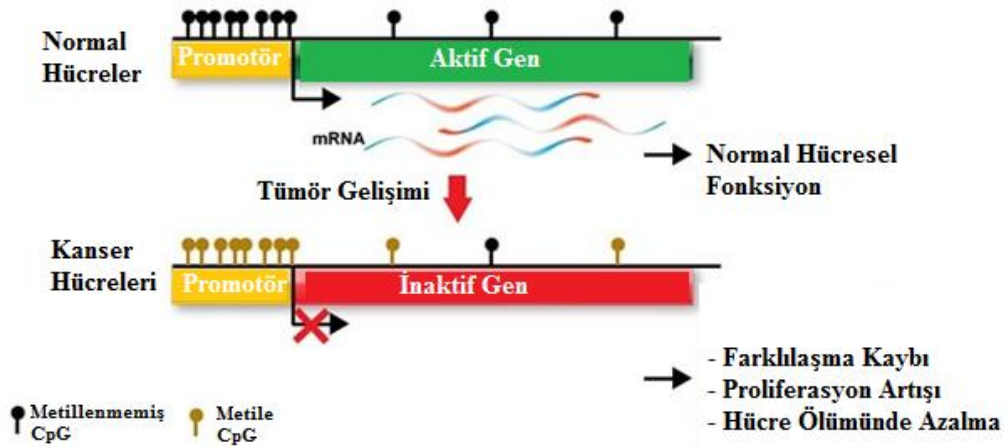 Normal
Hücreler
Promotör
Aktif Gen
mRNA
Normal Hücresel
Fonksiyon
Tümör Gelişimi
Kanser
Hücreleri
Promotör
İnaktif Gen
- Farklılaşma Kaybı
- Proliferasyon Artışı
- Hücre Ölümünde Azalma
Metillenmemiş
CpG
Metile
CpG